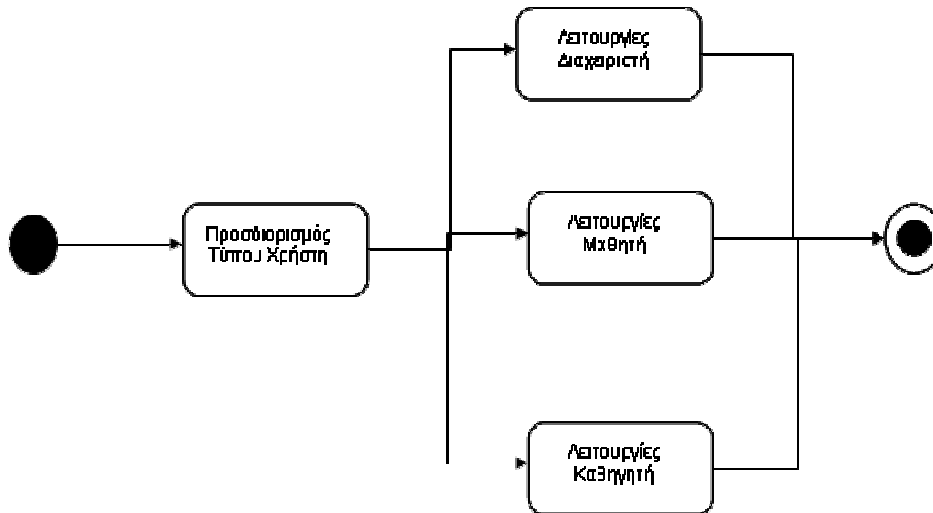 Λειτουργίες
Διαχειριστή
Προσδιορισμός
Τύπου Χρήστη
Λειτουργίες
Μαθητή
Λειτουργίες
Καθηγητή